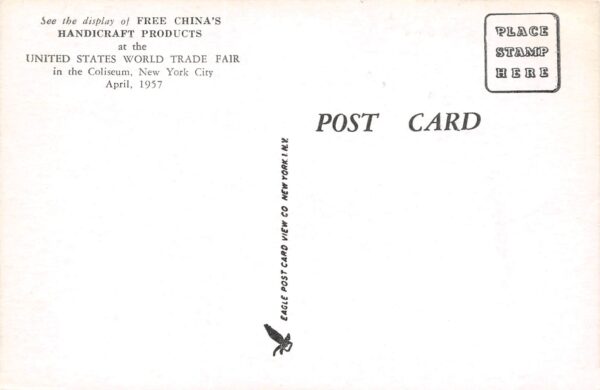 See the display of FREE CHINA'S
HANDICRAFT PRODUCTS
at the
UNITED STATES WORLD TRADE FAIR
in the Coliseum, New York City
April, 1957
PLACE
STAMP
HERE
POST CARD
EAGLE POST CARD VIEW CO NEW YORK 1 N.Y.